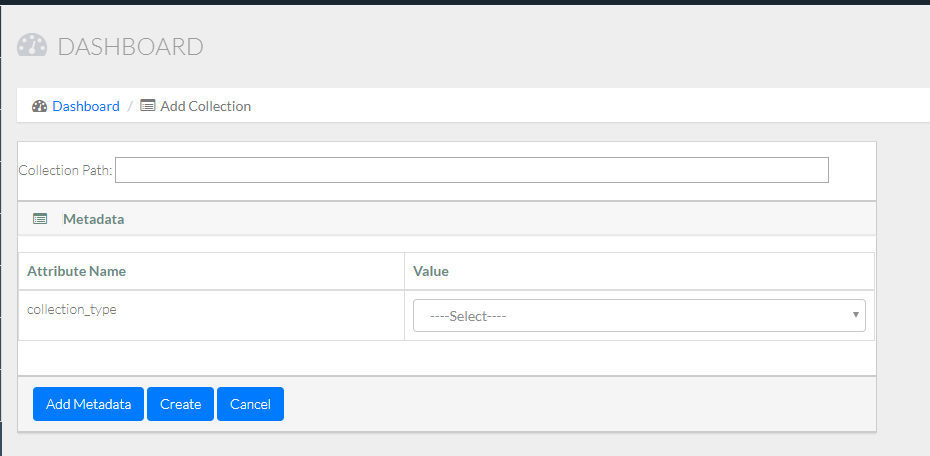 DASHBOARD
Dashboard / Add Collection
Collection Path:
Metadata
Attribute Name Value
collection_type ----Select----
Add Metadata Create Cancel